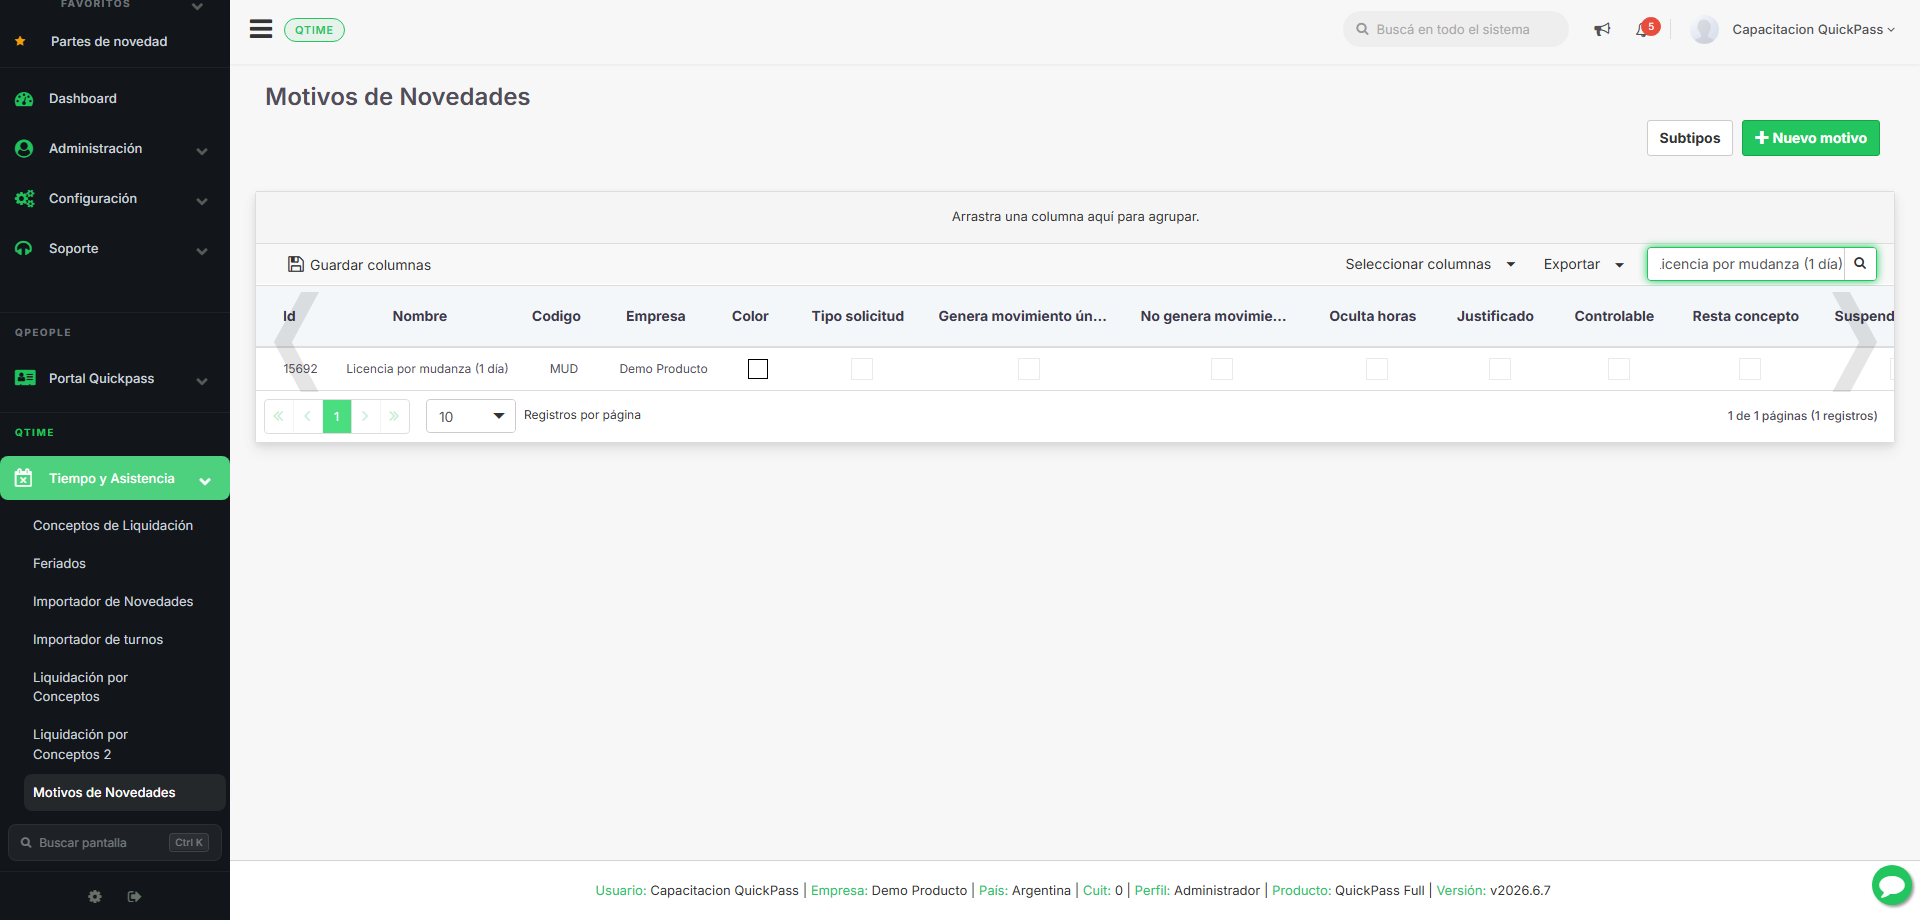 FAVORITOS
Partes de novedad
Dashboard
Administración
Configuración
Soporte
QPEOPLE
Portal Quickpass
QTIME
Tiempo y Asistencia
Conceptos de Liquidación
Feriados
Importador de Novedades
Importador de turnos
Liquidación por
Conceptos
Liquidación por
Conceptos 2
Motivos de Novedades
Buscar pantalla Ctrl K
QTIME
Buscá en todo el sistema
5
Capacitacion QuickPass
Motivos de Novedades
Subtipos
Nuevo motivo
Arrastra una columna aquí para agrupar.
Guardar columnas
Seleccionar columnas
Exportar
licencia por mudanza (1 día)
Id Nombre Codigo Empresa Color Tipo solicitud Genera movimiento ún... No genera movimie... Oculta horas Justificado Controlable Resta concepto Suspend
15692 Licencia por mudanza (1 día) MUD Demo Producto
« ‹ 1 › » 10 Registros por página 1 de 1 páginas (1 registros)
Usuario: Capacitacion QuickPass | Empresa: Demo Producto | País: Argentina | Cuit: 0 | Perfil: Administrador | Producto: QuickPass Full | Versión: v2026.6.7